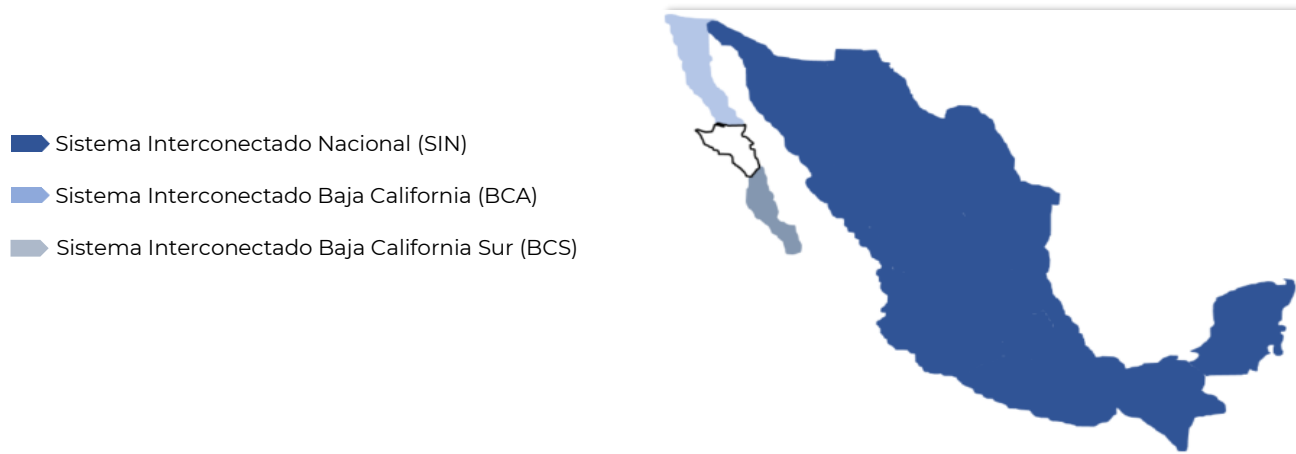 Sistema Interconectado Nacional (SIN)
Sistema Interconectado Baja California (BCA)
Sistema Interconectado Baja California Sur (BCS)